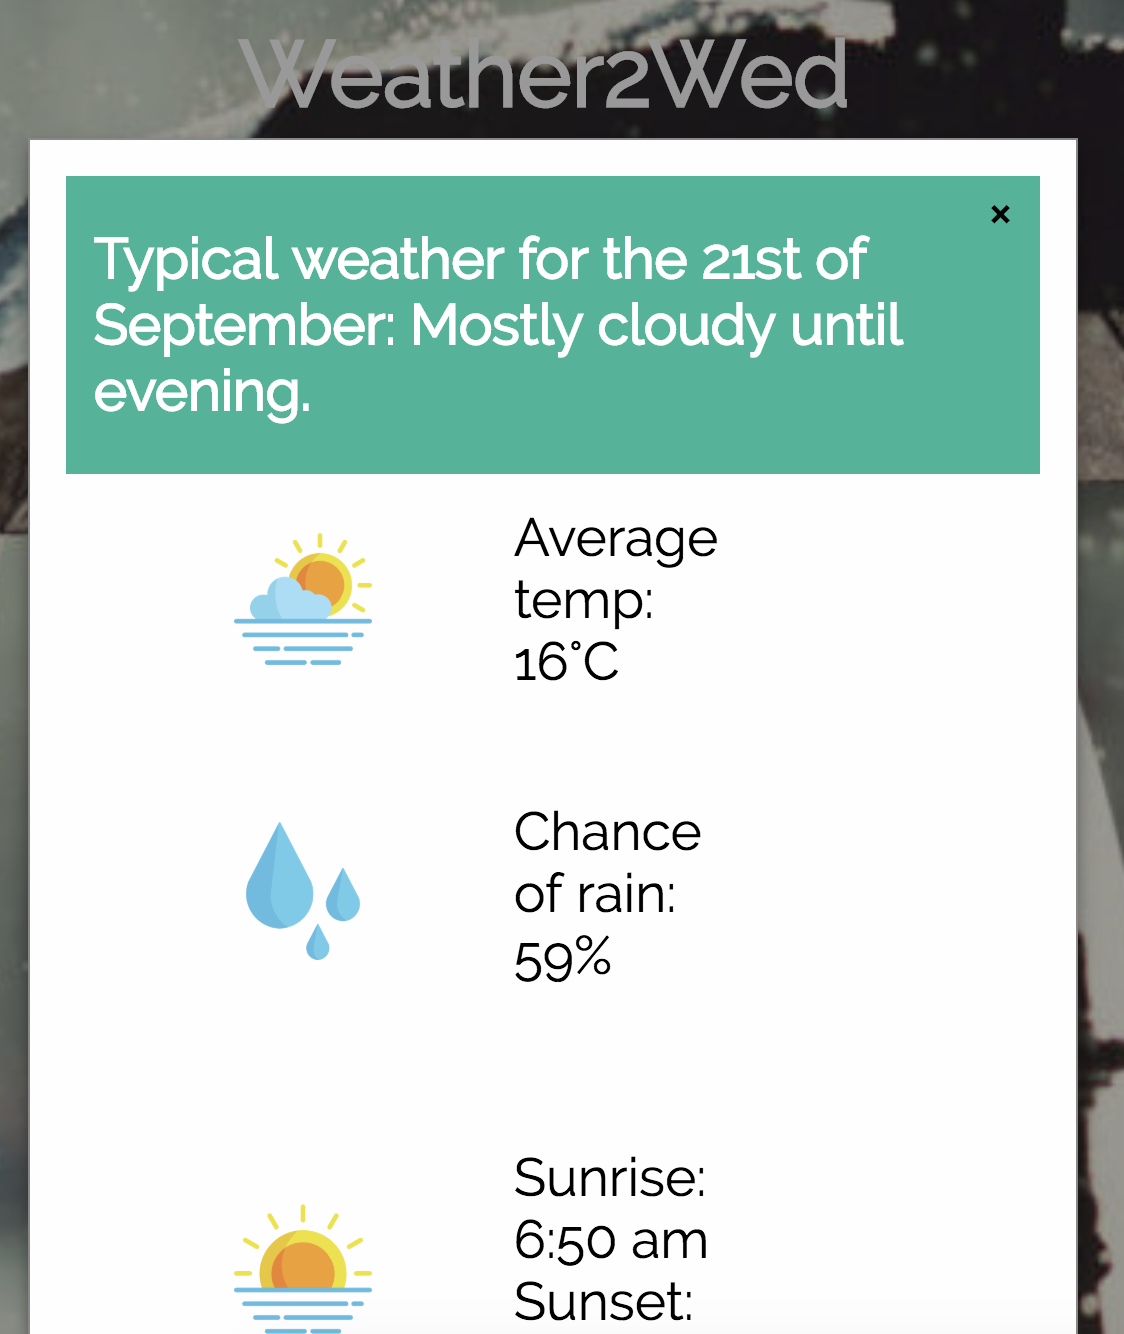 Weather2Wed
×
Typical weather for the 21st of
September: Mostly cloudy until
evening.
Average
temp:
16°C
Chance
of rain:
59%
Sunrise:
6:50 am
Sunset: